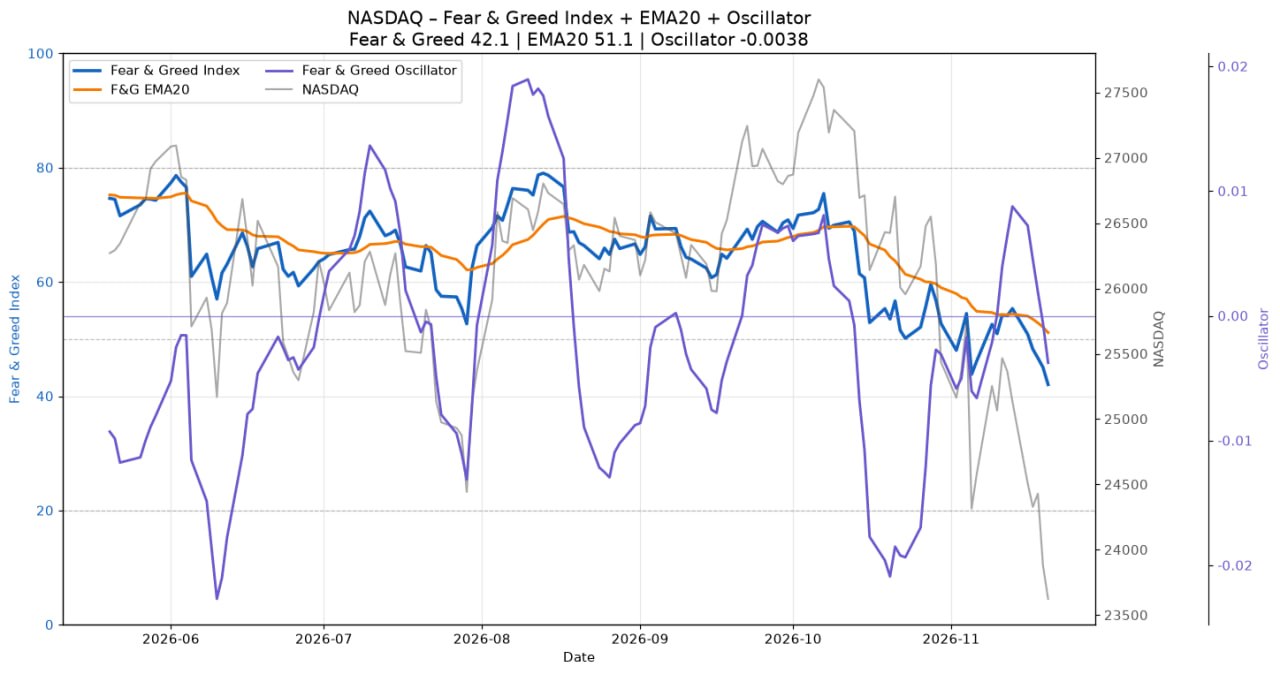 NASDAQ – Fear & Greed Index + EMA20 + Oscillator
Fear & Greed 42.1 | EMA20 51.1 | Oscillator -0.0038
Fear & Greed Index
F&G EMA20
Fear & Greed Oscillator
NASDAQ
Fear & Greed Index
100
80
60
40
20
0
27500
27000
26500
26000
25500
25000
24500
24000
23500
NASDAQ
0.02
0.01
0.00
-0.01
-0.02
Oscillator
2026-06
2026-07
2026-08
2026-09
2026-10
2026-11
Date